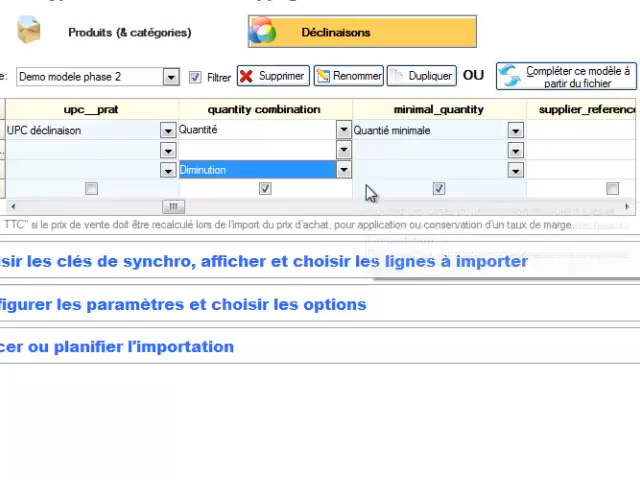 Produits (& catégories)
Déclinaisons
e:
Demo modele phase 2
Filtrer
Supprimer
Renommer
Dupliquer
OU
Compléter ce modèle à
partir du fichier
upc__prat
quantity combination
minimal_quantity
supplier_reference
UPC déclinaison
Quantité
Quantié minimale
Diminution
TTC" si le prix de vente doit être recalculé lors de l'import du prix d'achat, pour application ou conservation d'un taux de marge.
sir les clés de synchro, afficher et choisir les lignes à importer
figurer les paramètres et choisir les options
cer ou planifier l'importation